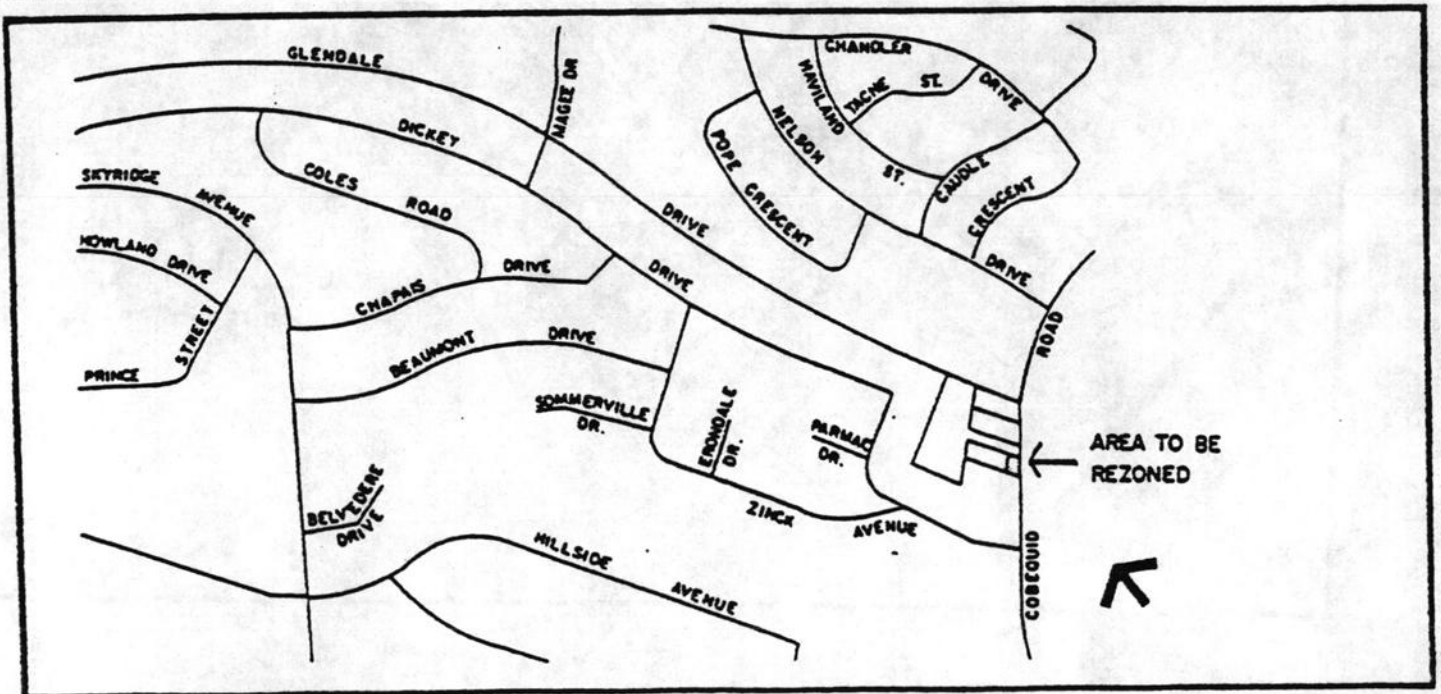 GLENDALE
DRIVE
MAGEE DR
CHANDLER
DRIVE
HAVILAND
ST.
TACHE ST.
NELSON
DRIVE
POPE CRESCENT
CAUDLE
CRESCENT
DICKEY
DRIVE
COLES
ROAD
SKYRIDGE
AVENUE
HOWLAND DRIVE
PRINCE
STREET
CHAPAIS
DRIVE
BEAUMONT
DRIVE
SOMMERVILLE
DR.
ERONDALE
DR.
PARMAC
DR.
ZINCK
AVENUE
BELVEDERE
DRIVE
HILLSIDE
AVENUE
COBEQUID
ROAD
AREA TO BE
REZONED